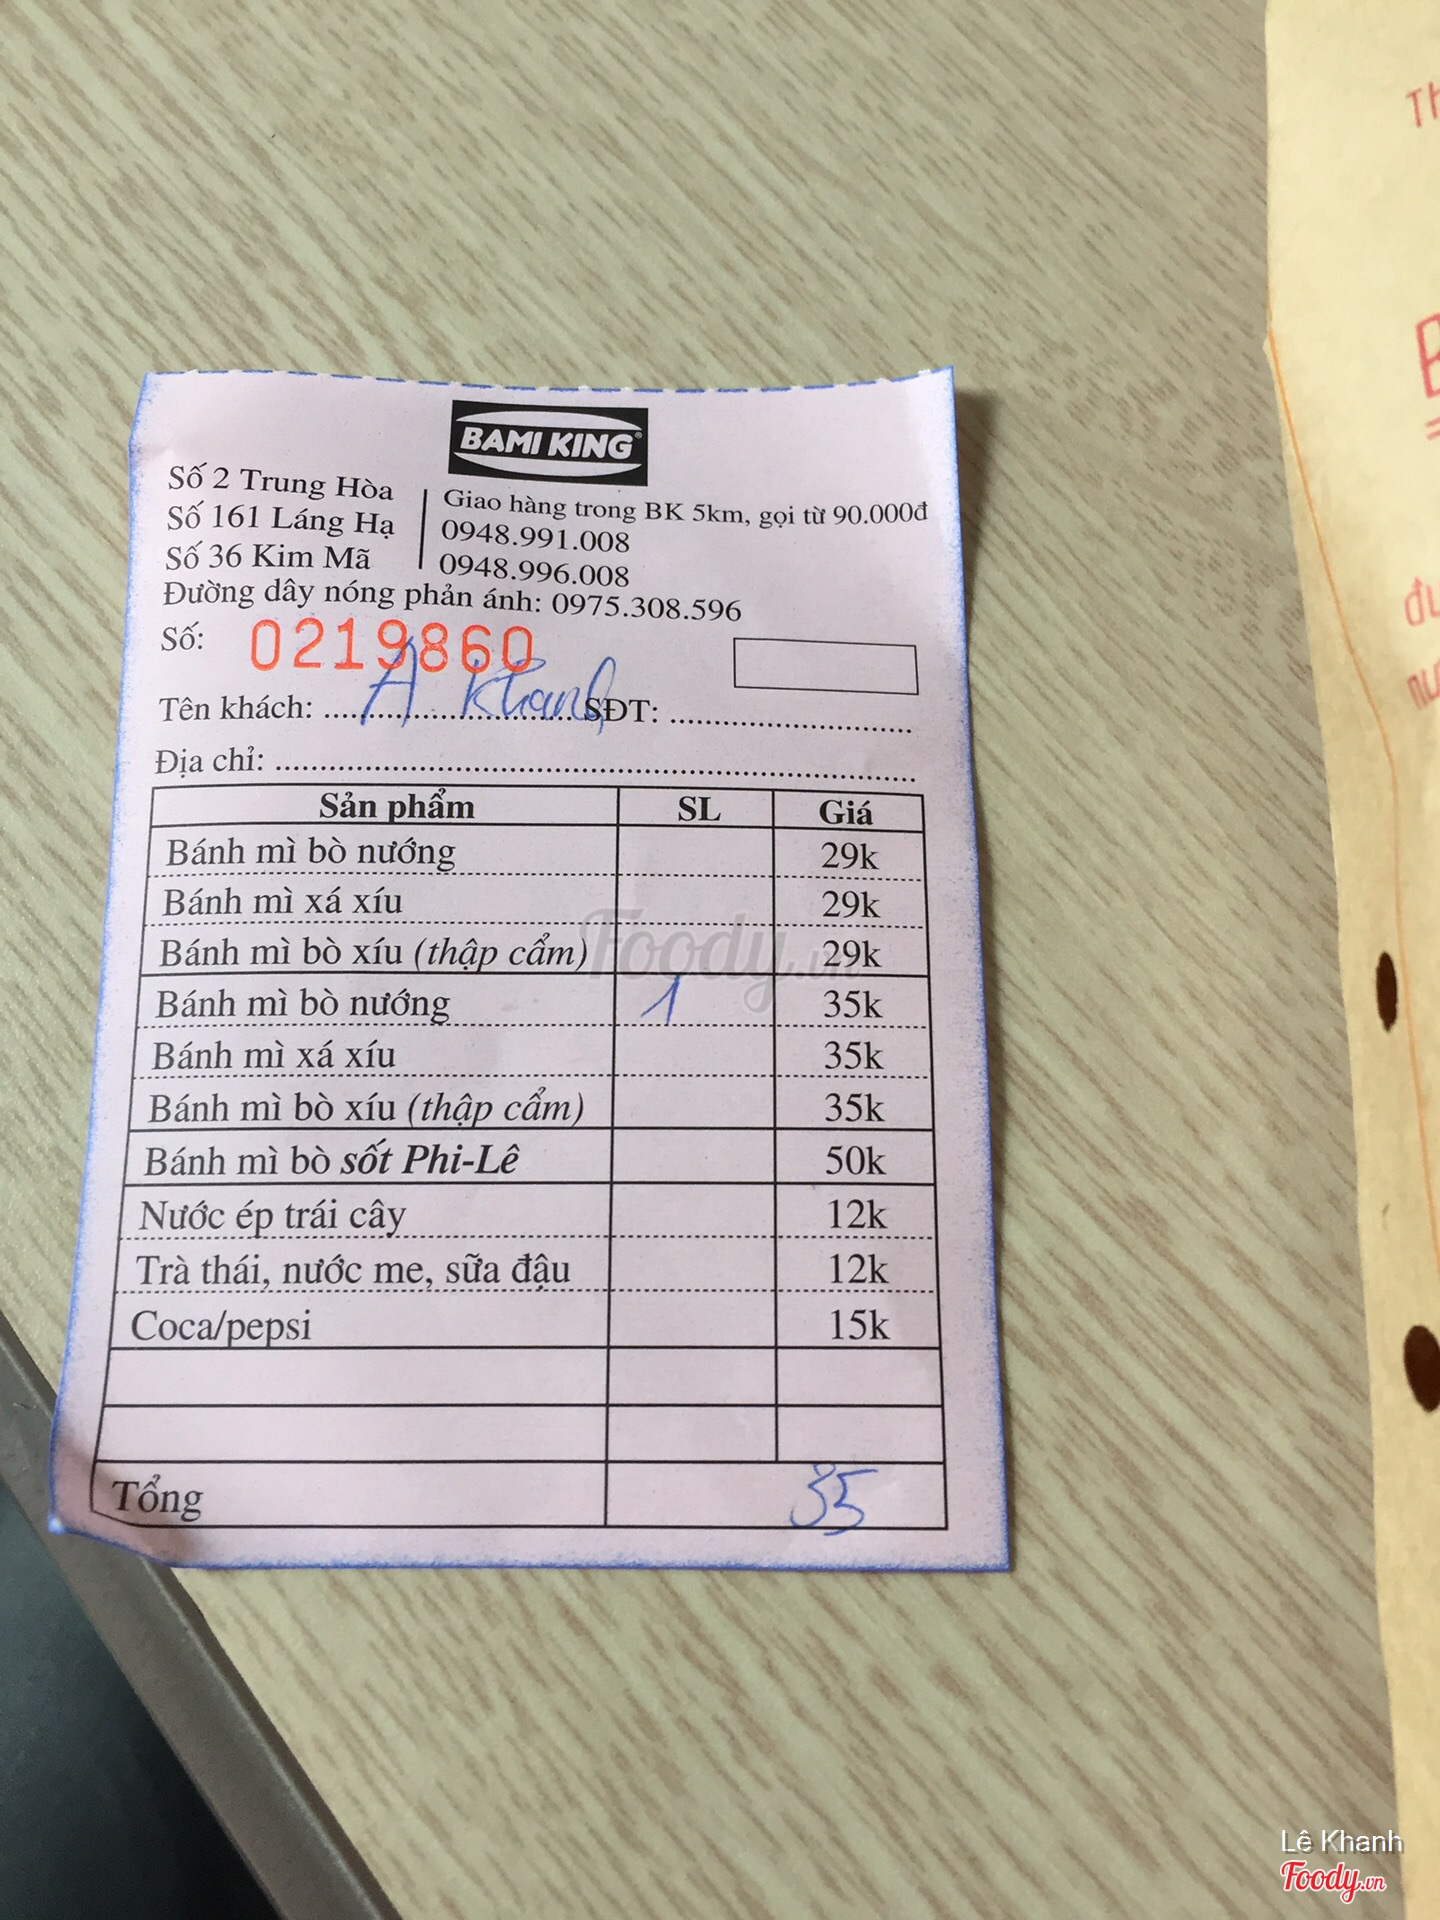 BAMI KING®
Số 2 Trung Hòa
Số 161 Láng Hạ
Số 36 Kim Mã
Giao hàng trong BK 5km, gọi từ 90.000đ
0948.991.008
0948.996.008
Đường dây nóng phản ánh: 0975.308.596
Số: 0219860
Tên khách: A Khanh SĐT:
Địa chỉ:
Sản phẩm SL Giá
Bánh mì bò nướng 29k
Bánh mì xá xíu 29k
Bánh mì bò xíu (thập cẩm) 29k
Bánh mì bò nướng 1 35k
Bánh mì xá xíu 35k
Bánh mì bò xíu (thập cẩm) 35k
Bánh mì bò sốt Phi-Lê 50k
Nước ép trái cây 12k
Trà thái, nước me, sữa đậu 12k
Coca/pepsi 15k
Tổng 35
Foody.vn
Lê Khanh
Foody.vn